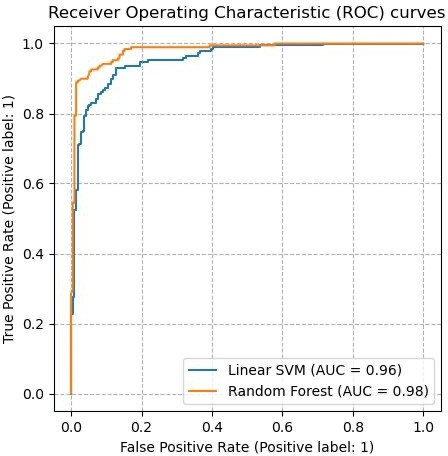 Receiver Operating Characteristic (ROC) curves
True Positive Rate (Positive label: 1)
1.0
0.8
0.6
0.4
0.2
0.0
Linear SVM (AUC = 0.96)
Random Forest (AUC = 0.98)
0.0 0.2 0.4 0.6 0.8 1.0
False Positive Rate (Positive label: 1)